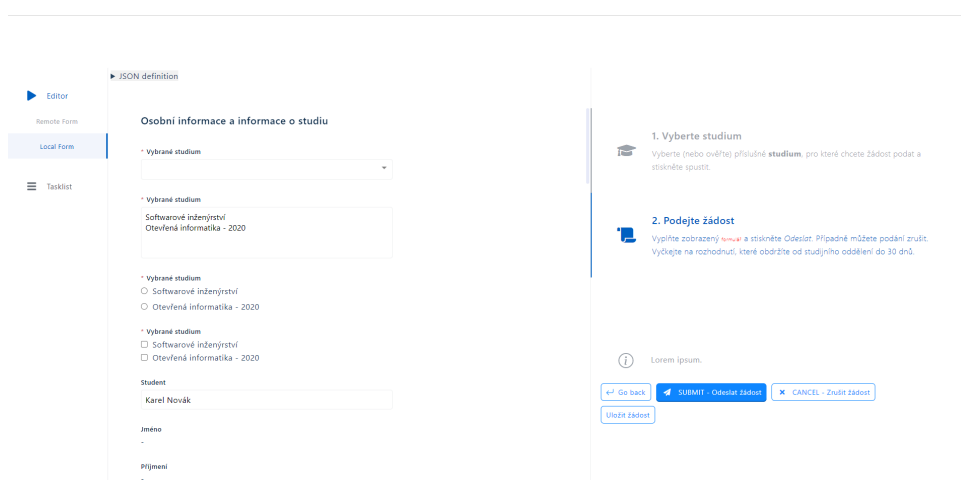 JSON definition
Editor
Remote Form
Local Form
Tasklist
Osobní informace a informace o studiu
* Vybrané studium
* Vybrané studium
Softwarové inženýrství
Otevřená informatika - 2020
* Vybrané studium
Softwarové inženýrství
Otevřená informatika - 2020
* Vybrané studium
Softwarové inženýrství
Otevřená informatika - 2020
Student
Karel Novák
Jméno
-
Příjmení
-
1. Vyberte studium
Vyberte (nebo ověřte) příslušné studium, pro které chcete žádost podat a
stiskněte spustit.
2. Podejte žádost
Vyplňte zobrazený formulář a stiskněte Odeslat. Případně můžete podání zrušit.
Vyčkejte na rozhodnutí, které obdržíte od studijního oddělení do 30 dnů.
Lorem ipsum.
Go back
SUBMIT - Odeslat žádost
CANCEL - Zrušit žádost
Uložit žádost